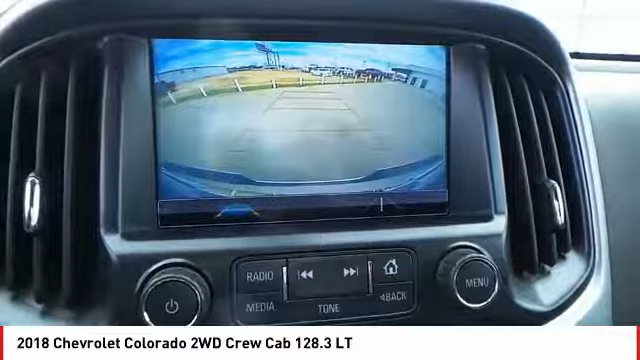 RADIO
MEDIA
TONE
BACK
MENU
2018 Chevrolet Colorado 2WD Crew Cab 128.3 LT